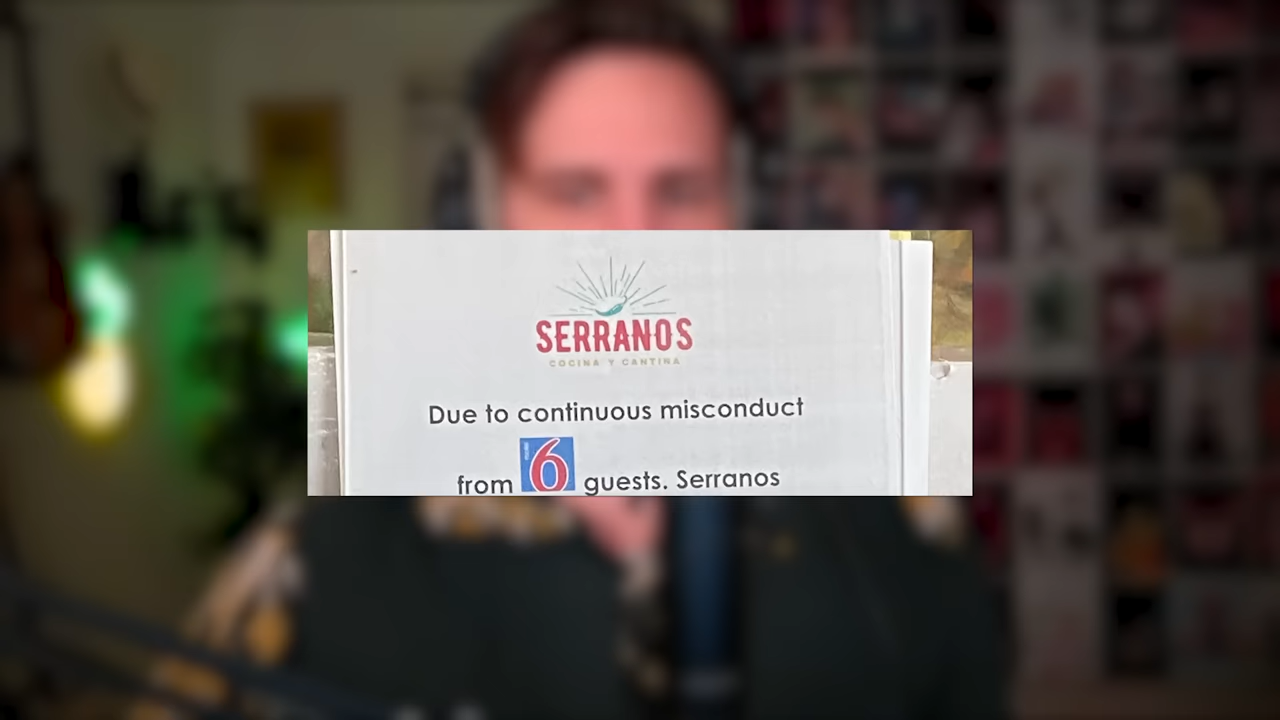 SERRANOS
COCINA Y CANTINA
Due to continuous misconduct
from 6 guests. Serranos